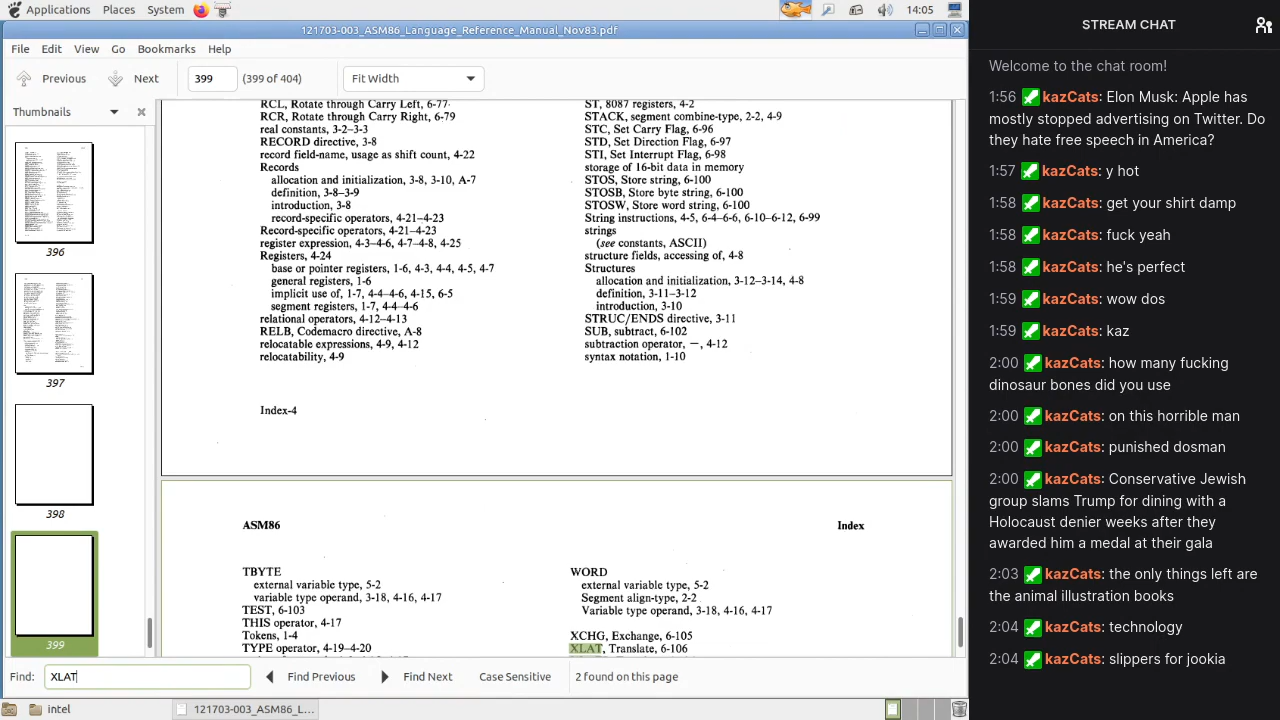 Applications Places System 14:05
121703-003_ASM86_Language_Reference_Manual_Nov83.pdf
File Edit View Go Bookmarks Help
Previous Next 399 (399 of 404) Fit Width
Thumbnails
396
397
398
399
RCL, Rotate through Carry Left, 6-77
RCR, Rotate through Carry Right, 6-79
real constants, 3-2–3-3
RECORD directive, 3-8
record field-name, usage as shift count, 4-22
Records
allocation and initialization, 3-8, 3-10, A-7
definition, 3-8–3-9
introduction, 3-8
record-specific operators, 4-21–4-23
Record-specific operators, 4-21–4-23
register expression, 4-3–4-6, 4-7–4-8, 4-25
Registers, 4-24
base or pointer registers, 1-6, 4-3, 4-4, 4-5, 4-7
general registers, 1-6
implicit use of, 1-7, 4-4–4-6, 4-15, 6-5
segment registers, 1-7, 4-4–4-6
relational operators, 4-12–4-13
RELB, Codemacro directive, A-8
relocatable expressions, 4-9, 4-12
relocatability, 4-9
ST, 8087 registers, 4-2
STACK, segment combine-type, 2-2, 4-9
STC, Set Carry Flag, 6-96
STD, Set Direction Flag, 6-97
STI, Set Interrupt Flag, 6-98
storage of 16-bit data in memory
STOS, Store string, 6-100
STOSB, Store byte string, 6-100
STOSW, Store word string, 6-100
String instructions, 4-5, 6-4–6-6, 6-10–6-12, 6-99
strings
(see constants, ASCII)
structure fields, accessing of, 4-8
Structures
allocation and initialization, 3-12–3-14, 4-8
definition, 3-11–3-12
introduction, 3-10
STRUC/ENDS directive, 3-11
SUB, subtract, 6-102
subtraction operator, —, 4-12
syntax notation, 1-10
Index-4
ASM86 Index
TBYTE
external variable type, 5-2
variable type operand, 3-18, 4-16, 4-17
TEST, 6-103
THIS operator, 4-17
Tokens, 1-4
TYPE operator, 4-19–4-20
WORD
external variable type, 5-2
Segment align-type, 2-2
Variable type operand, 3-18, 4-16, 4-17
XCHG, Exchange, 6-105
XLAT, Translate, 6-106
Find: XLAT Find Previous Find Next Case Sensitive 2 found on this page
intel 121703-003_ASM86_L...
STREAM CHAT
Welcome to the chat room!
1:56 kazCats: Elon Musk: Apple has
mostly stopped advertising on Twitter. Do
they hate free speech in America?
1:57 kazCats: y hot
1:58 kazCats: get your shirt damp
1:58 kazCats: fuck yeah
1:58 kazCats: he's perfect
1:59 kazCats: wow dos
1:59 kazCats: kaz
2:00 kazCats: how many fucking
dinosaur bones did you use
2:00 kazCats: on this horrible man
2:00 kazCats: punished dosman
2:00 kazCats: Conservative Jewish
group slams Trump for dining with a
Holocaust denier weeks after they
awarded him a medal at their gala
2:03 kazCats: the only things left are
the animal illustration books
2:04 kazCats: technology
2:04 kazCats: slippers for jookia